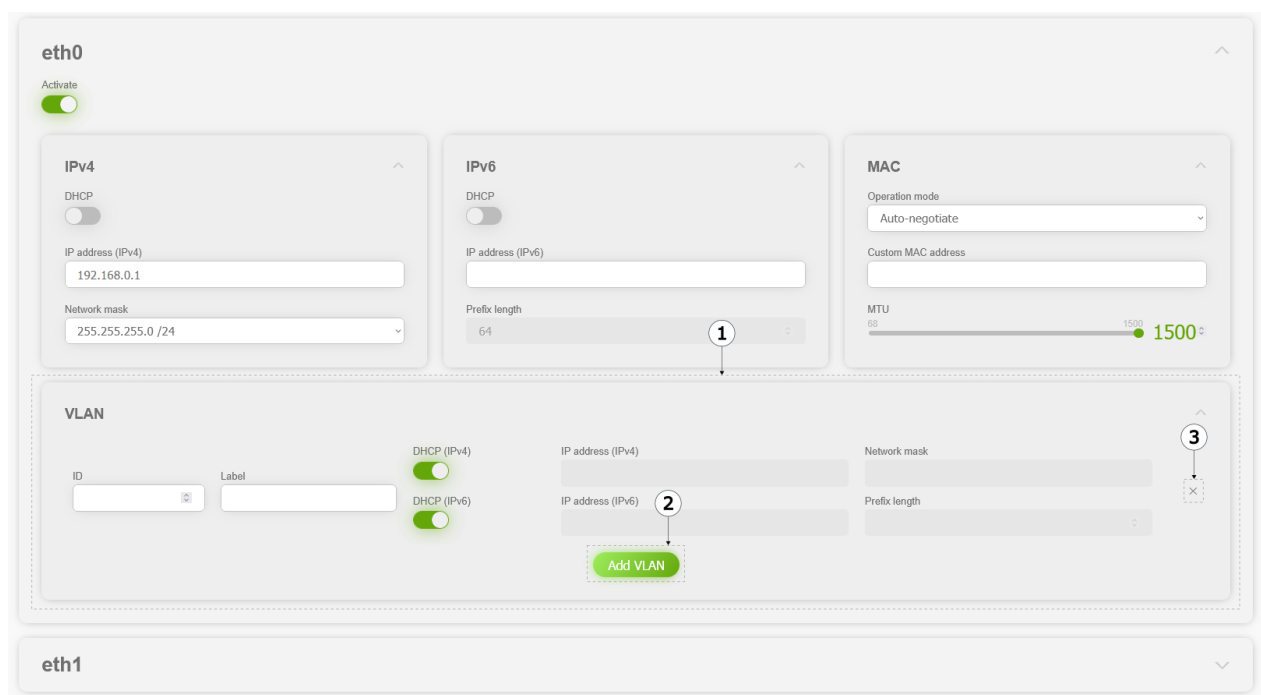 eth0
Activate
IPv4
DHCP
IP address (IPv4)
192.168.0.1
Network mask
255.255.255.0 /24
IPv6
DHCP
IP address (IPv6)
Prefix length
64
1
MAC
Operation mode
Auto-negotiate
Custom MAC address
MTU
68
1500
1500
VLAN
3
ID
Label
DHCP (IPv4)
IP address (IPv4)
Network mask
DHCP (IPv6)
IP address (IPv6)
2
Prefix length
Add VLAN
eth1